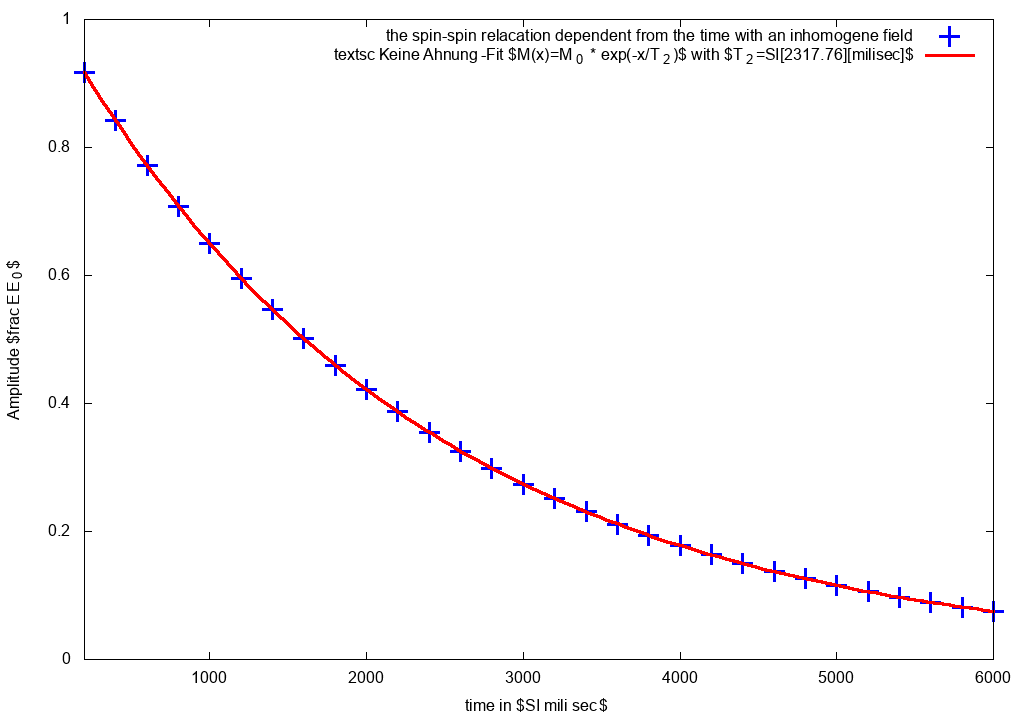 the spin-spin relacation dependent from the time with an inhomogene field
textsc Keine Ahnung -Fit $M(x)=M 0 * exp(-x/T 2 )$ with $T 2 =SI[2317.76][milisec]$
1
0.8
0.6
0.4
0.2
0
Amplitude $frac E E 0 $
1000 2000 3000 4000 5000 6000
time in $SI mili sec$